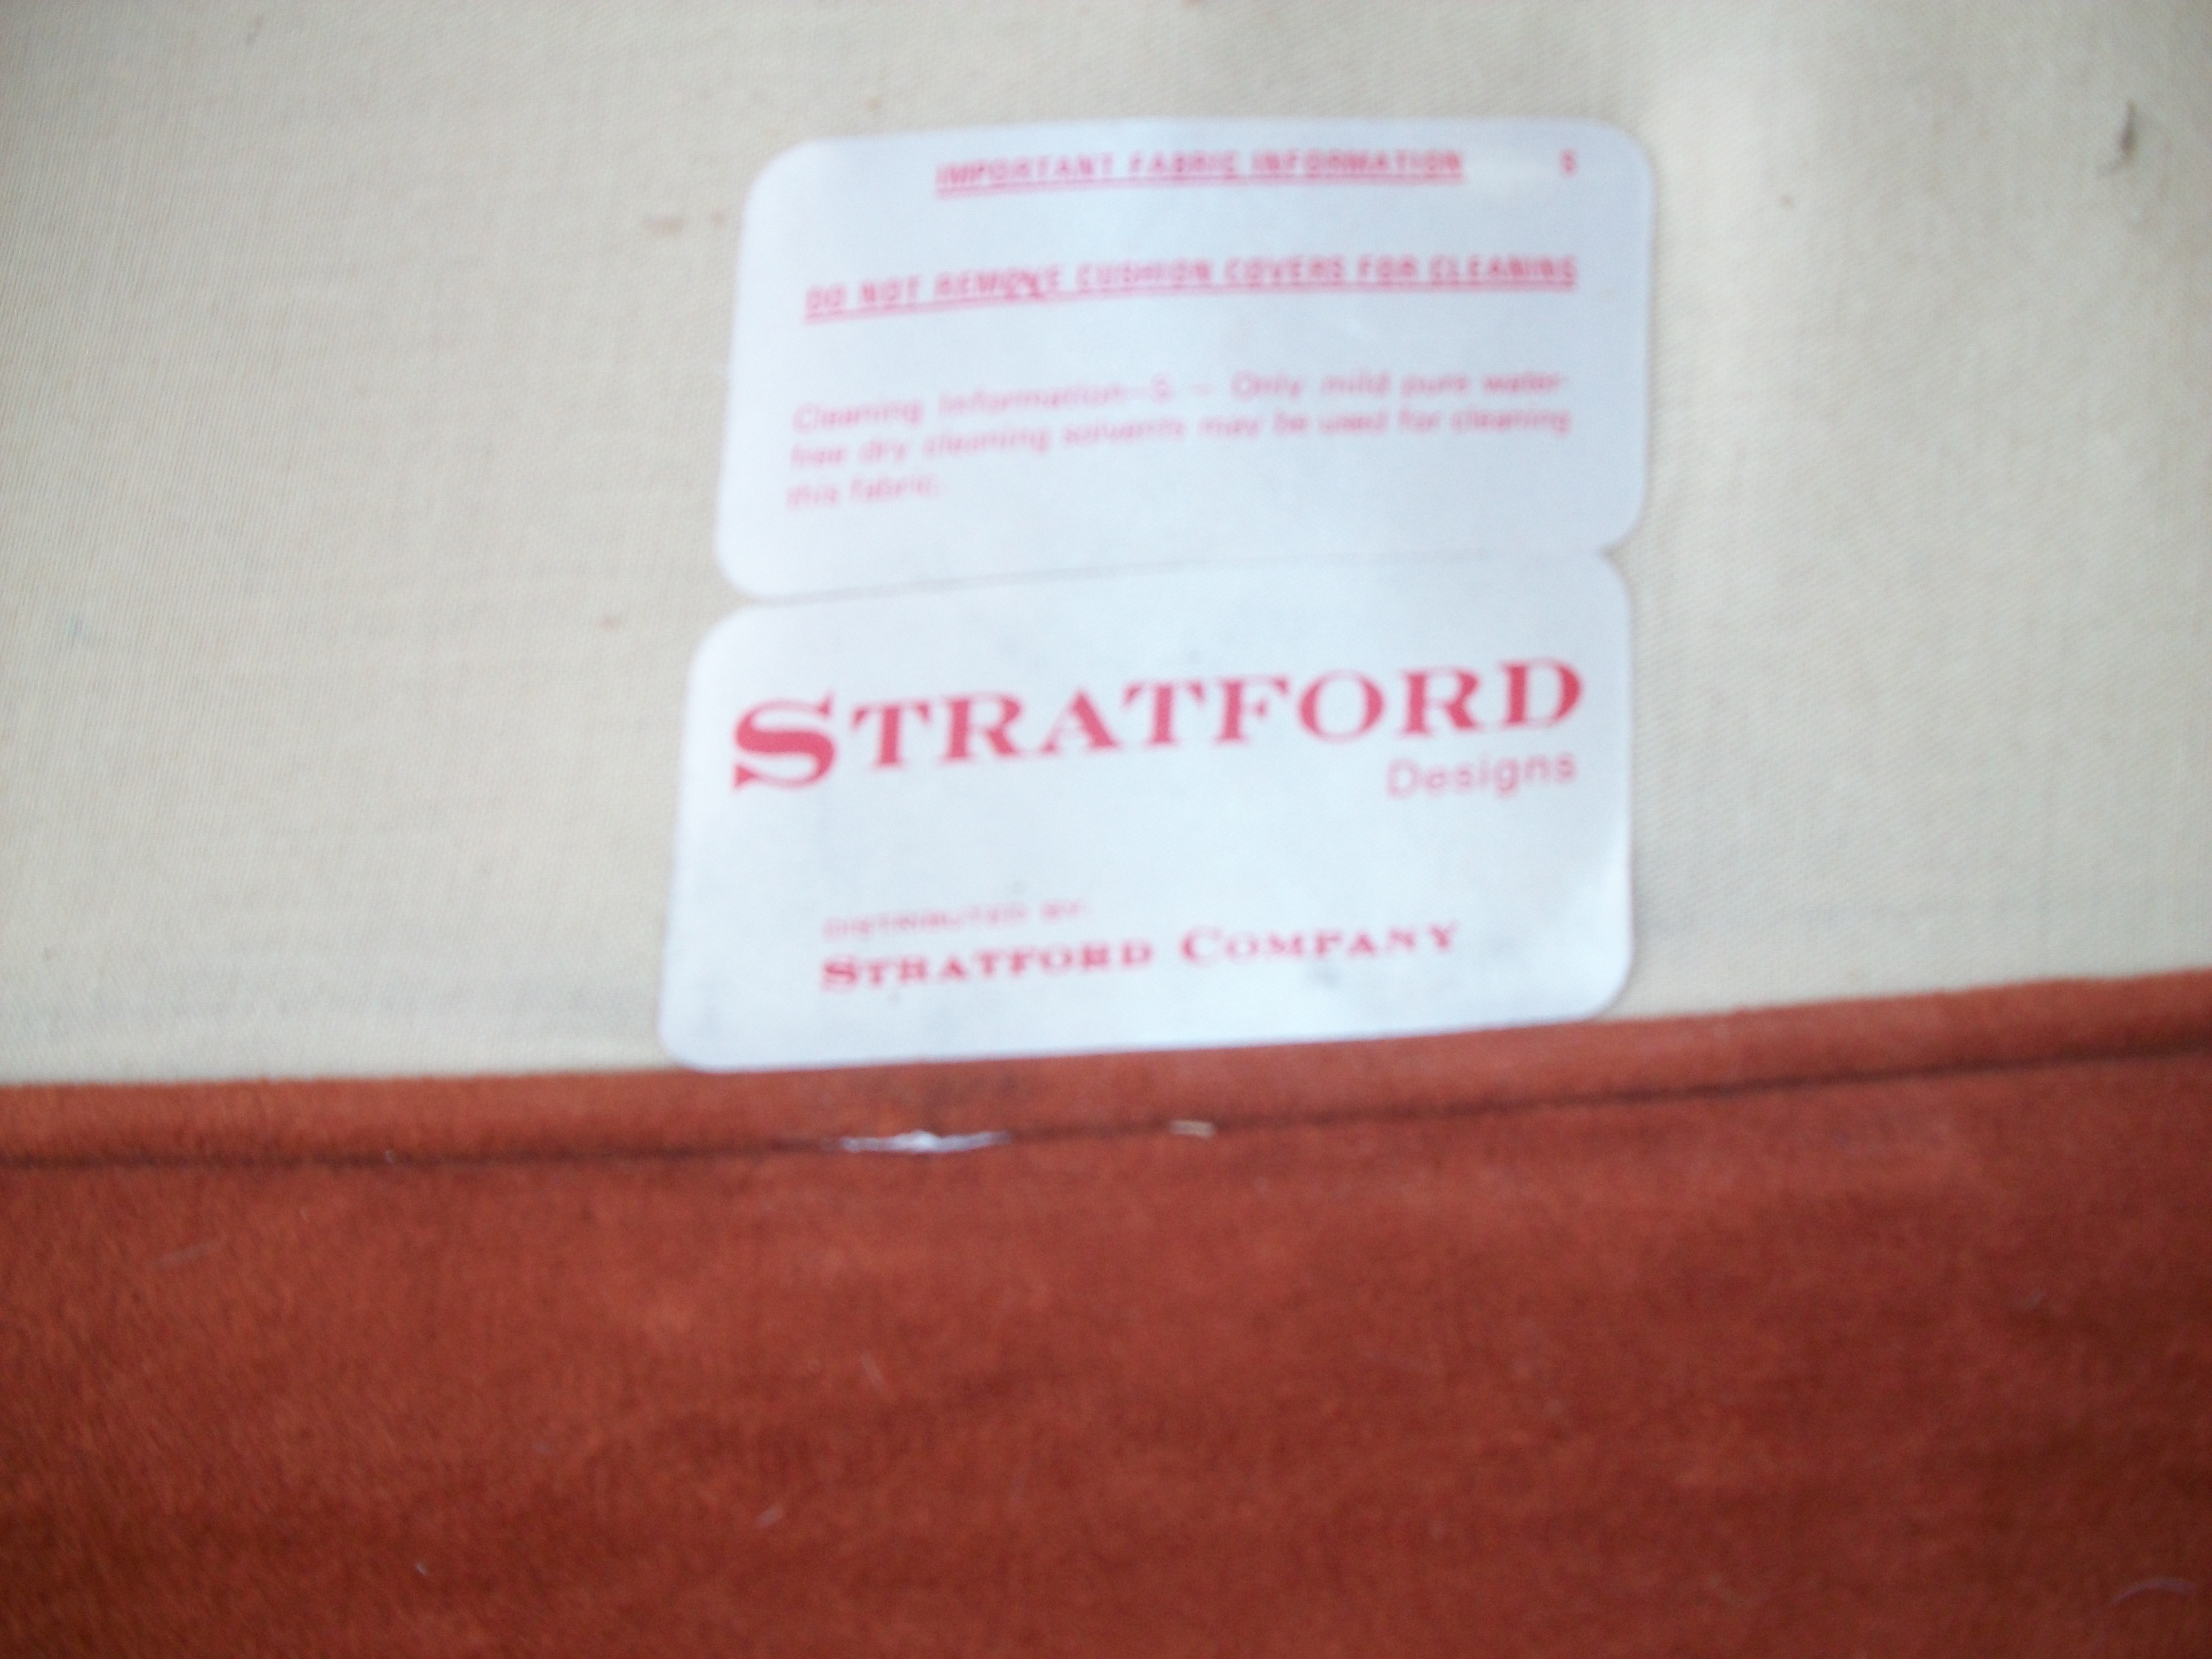 IMPORTANT FABRIC INFORMATION S
DO NOT REMOVE CUSHION COVERS FOR CLEANING
Cleaning Information—S — Only mild pure water-
free dry cleaning solvents may be used for cleaning
this fabric.
STRATFORD
Designs
DISTRIBUTED BY:
STRATFORD COMPANY